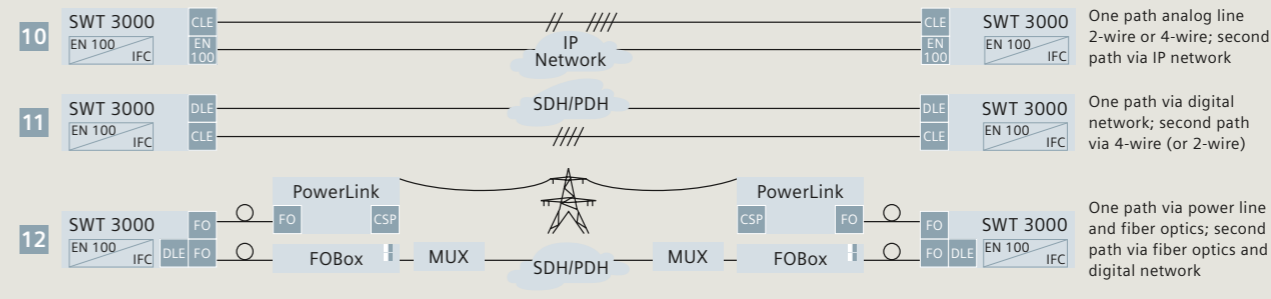 10
SWT 3000
EN 100
IFC
CLE
EN
100
IP
Network
CLE
EN
100
SWT 3000
EN 100
IFC
One path analog line
2-wire or 4-wire; second
path via IP network
11
SWT 3000
EN 100
IFC
DLE
CLE
SDH/PDH
DLE
CLE
SWT 3000
EN 100
IFC
One path via digital
network; second path
via 4-wire (or 2-wire)
12
SWT 3000
EN 100
IFC
FO
DLE FO
PowerLink
FO
CSP
FOBox
MUX
SDH/PDH
MUX
PowerLink
CSP
FO
FOBox
FO
FO DLE
SWT 3000
EN 100
IFC
One path via power line
and fiber optics; second
path via fiber optics and
digital network